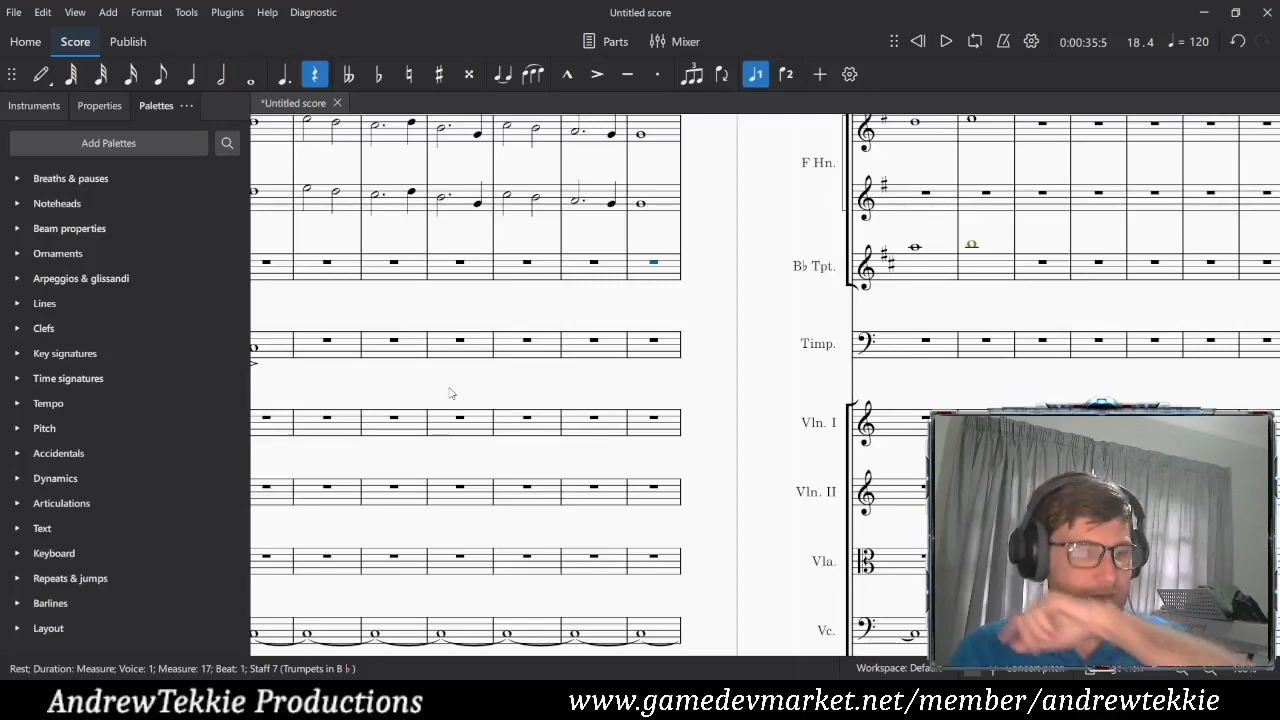 File Edit View Add Format Tools Plugins Help Diagnostic Untitled score
Home Score Publish Parts Mixer 0:00:35:5 18 . 4 = 120
3 1 2
Instruments Properties Palettes *Untitled score
Add Palettes
Breaths & pauses
Noteheads
Beam properties
Ornaments
Arpeggios & glissandi
Lines
Clefs
Key signatures
Time signatures
Tempo
Pitch
Accidentals
Dynamics
Articulations
Text
Keyboard
Repeats & jumps
Barlines
Layout
F Hn.
B♭ Tpt.
Timp.
Vln. I
Vln. II
Vla.
Vc.
Rest; Duration: Measure; Voice: 1; Measure: 17; Beat: 1; Staff 7 (Trumpets in B♭) Workspace: Default
AndrewTekkie Productions www.gamedevmarket.net/member/andrewtekkie